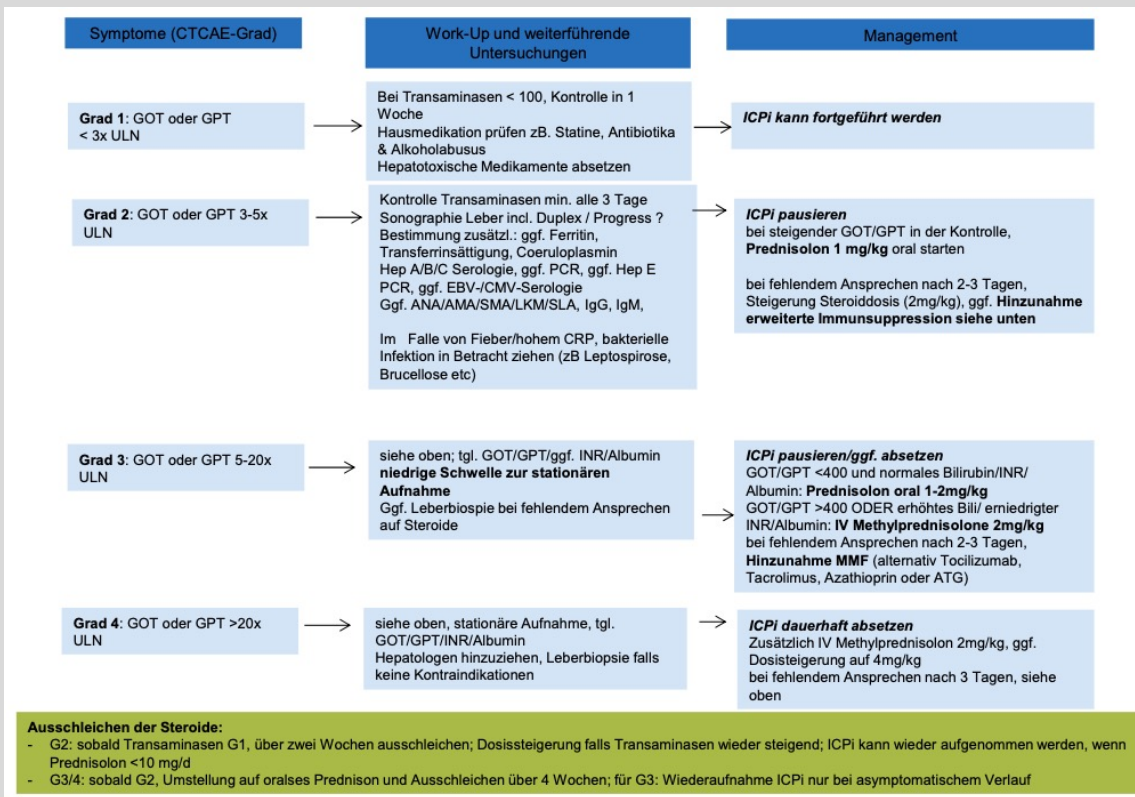 Symptome (CTCAE-Grad)
Work-Up und weiterführende
Untersuchungen
Management
Grad 1: GOT oder GPT
< 3x ULN
Bei Transaminasen < 100, Kontrolle in 1
Woche
Hausmedikation prüfen zB. Statine, Antibiotika
& Alkoholabusus
Hepatotoxische Medikamente absetzen
ICPi kann fortgeführt werden
Grad 2: GOT oder GPT 3-5x
ULN
Kontrolle Transaminasen min. alle 3 Tage
Sonographie Leber incl. Duplex / Progress ?
Bestimmung zusätzl.: ggf. Ferritin,
Transferrinsättigung, Coeruloplasmin
Hep A/B/C Serologie, ggf. PCR, ggf. Hep E
PCR, ggf. EBV-/CMV-Serologie
Ggf. ANA/AMA/SMA/LKM/SLA, IgG, IgM,
Im Falle von Fieber/hohem CRP, bakterielle
Infektion in Betracht ziehen (zB Leptospirose,
Brucellose etc)
ICPi pausieren
bei steigender GOT/GPT in der Kontrolle,
Prednisolon 1 mg/kg oral starten
bei fehlendem Ansprechen nach 2-3 Tagen,
Steigerung Steroiddosis (2mg/kg), ggf. Hinzunahme
erweiterte Immunsuppression siehe unten
Grad 3: GOT oder GPT 5-20x
ULN
siehe oben; tgl. GOT/GPT/ggf. INR/Albumin
niedrige Schwelle zur stationären
Aufnahme
Ggf. Leberbiospie bei fehlendem Ansprechen
auf Steroide
ICPi pausieren/ggf. absetzen
GOT/GPT <400 und normales Bilirubin/INR/
Albumin: Prednisolon oral 1-2mg/kg
GOT/GPT >400 ODER erhöhtes Bili/ erniedrigter
INR/Albumin: IV Methylprednisolone 2mg/kg
bei fehlendem Ansprechen nach 2-3 Tagen,
Hinzunahme MMF (alternativ Tocilizumab,
Tacrolimus, Azathioprin oder ATG)
Grad 4: GOT oder GPT >20x
ULN
siehe oben, stationäre Aufnahme, tgl.
GOT/GPT/INR/Albumin
Hepatologen hinzuziehen, Leberbiopsie falls
keine Kontraindikationen
ICPi dauerhaft absetzen
Zusätzlich IV Methylprednisolon 2mg/kg, ggf.
Dosisteigerung auf 4mg/kg
bei fehlendem Ansprechen nach 3 Tagen, siehe
oben
Ausschleichen der Steroide:
- G2: sobald Transaminasen G1, über zwei Wochen ausschleichen; Dosissteigerung falls Transaminasen wieder steigend; ICPi kann wieder aufgenommen werden, wenn
Prednisolon <10 mg/d
- G3/4: sobald G2, Umstellung auf oralses Prednison und Ausschleichen über 4 Wochen; für G3: Wiederaufnahme ICPi nur bei asymptomatischem Verlauf